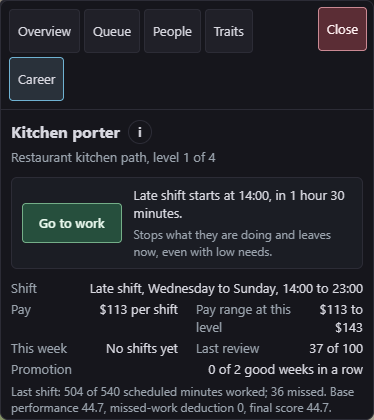 Overview Queue People Traits Close
Career
Kitchen porter i
Restaurant kitchen path, level 1 of 4
Late shift starts at 14:00, in 1 hour 30
minutes.
Go to work
Stops what they are doing and leaves
now, even with low needs.
Shift Late shift, Wednesday to Sunday, 14:00 to 23:00
Pay $113 per shift Pay range at this $113 to
level $143
This week No shifts yet Last review 37 of 100
Promotion 0 of 2 good weeks in a row
Last shift: 504 of 540 scheduled minutes worked; 36 missed. Base
performance 44.7, missed-work deduction 0, final score 44.7.